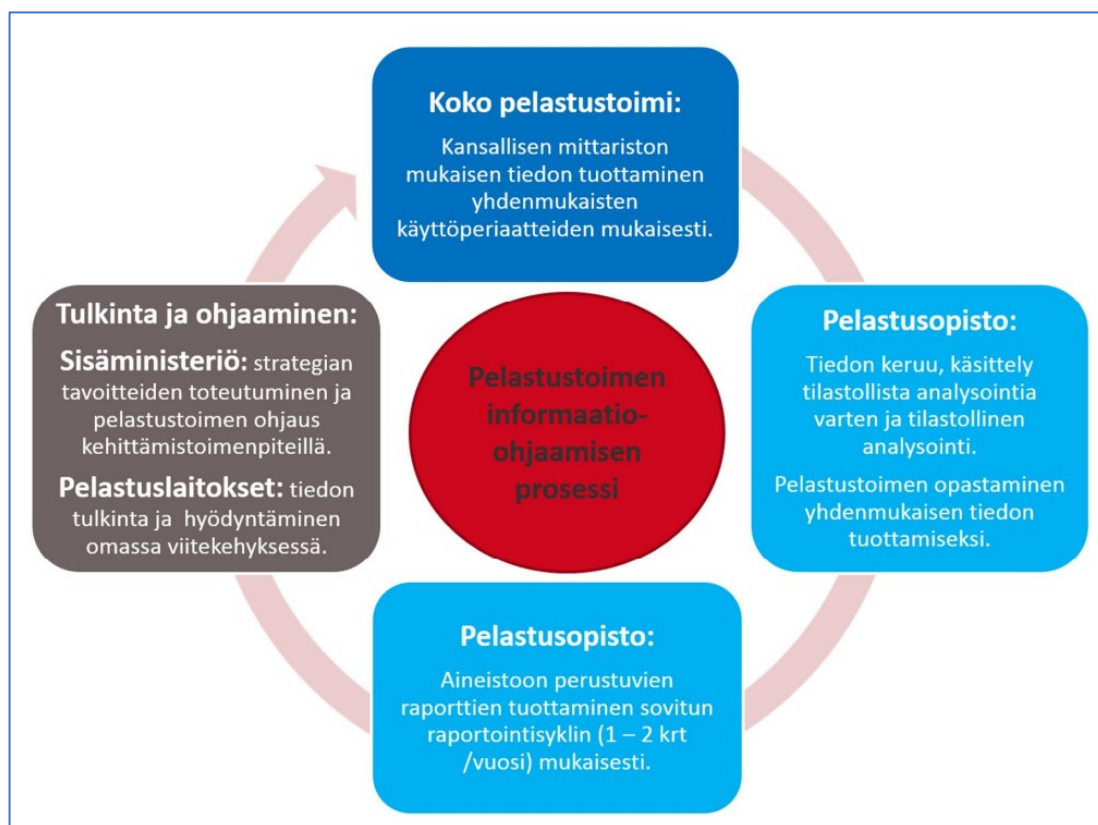 Koko pelastustoimi:
Kansallisen mittariston
mukaisen tiedon tuottaminen
yhdenmukaisten
käyttöperiaatteiden mukaisesti.
Pelastusopisto:
Tiedon keruu, käsittely
tilastollista analysointia
varten ja tilastollinen
analysointi.
Pelastustoimen opastaminen
yhdenmukaisen tiedon
tuottamiseksi.
Pelastusopisto:
Aineistoon perustuvien
raporttien tuottaminen sovitun
raportointisyklin (1 – 2 krt
/vuosi) mukaisesti.
Tulkinta ja ohjaaminen:
Sisäministeriö: strategian
tavoitteiden toteutuminen ja
pelastustoimen ohjaus
kehittämistoimenpiteillä.
Pelastuslaitokset: tiedon
tulkinta ja hyödyntäminen
omassa viitekehyksessä.
Pelastustoimen
informaatio-
ohjaamisen
prosessi